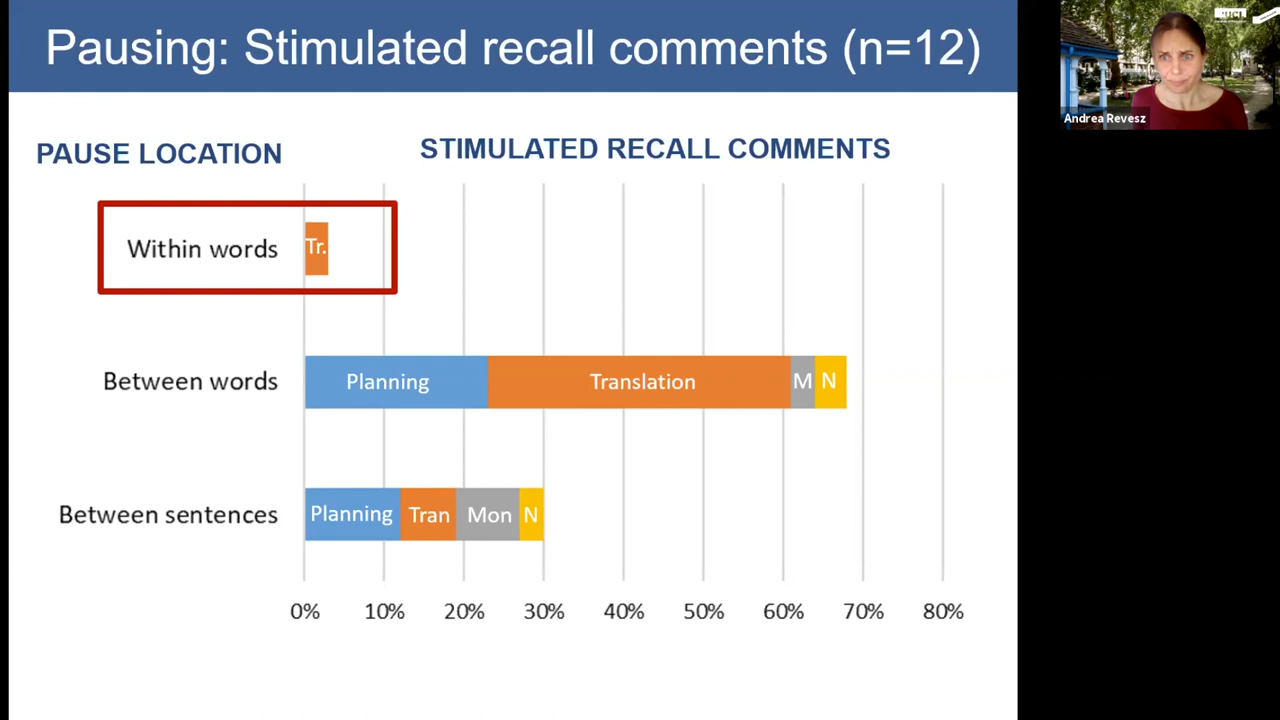 Pausing: Stimulated recall comments (n=12)
Andrea Revesz
PAUSE LOCATION
STIMULATED RECALL COMMENTS
Within words
Tr.
Between words
Planning
Translation
M
N
Between sentences
Planning
Tran
Mon
N
0% 10% 20% 30% 40% 50% 60% 70% 80%